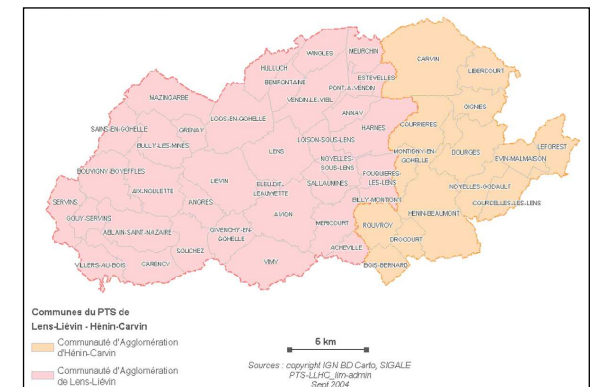 WINGLES
MEURCHIN
CARVIN
HULLUCH
LIBERCOURT
BENIFONTAINE
ESTEVELLES
PONT-A-VENDIN
VENDIN-LE-VIEIL
MAZINGARBE
OIGNIES
LOOS-EN-GOHELLE
ANNAY
HARNES
COURRIERES
SAINS-EN-GOHELLE
GRENAY
BULLY-LES-MINES
LOISON-SOUS-LENS
LENS
NOYELLES-
SOUS-LENS
MONTIGNY-EN-
GOHELLE
DOURGES
LEFOREST
EVIN-MALMAISON
BOUVIGNY-BOYEFFLES
LIEVIN
SALLAUMINES
FOUQUIERES-
LES-LENS
NOYELLES-GODAULT
AIX-NOULETTE
ELEU-DIT-
LEAUWETTE
COURCELLES-LES-LENS
SERVINS
ANGRES
BILLY-MONTIGNY
HENIN-BEAUMONT
GOUY-SERVINS
AVION
MERICOURT
ROUVROY
ABLAIN-SAINT-NAZAIRE
GIVENCHY-EN-
GOHELLE
DROCOURT
SOUCHEZ
ACHEVILLE
VILLERS-AU-BOIS
CARENCY
VIMY
BOIS-BERNARD
Communes du PTS de
Lens-Liévin - Hénin-Carvin
Communauté d'Agglomération
d'Hénin-Carvin
Communauté d'Agglomération
de Lens-Liévin
6 km
Sources : copyright IGN BD Carto, SIGALE
PTS-LLHC_lim-admin
Sept 2004